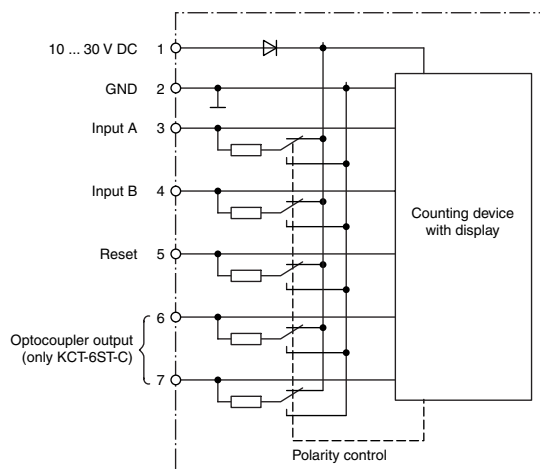 10 ... 30 V DC 1
GND 2
Input A 3
Input B 4
Reset 5
6
Optocoupler output
(only KCT-6ST-C)
7
Counting device
with display
Polarity control